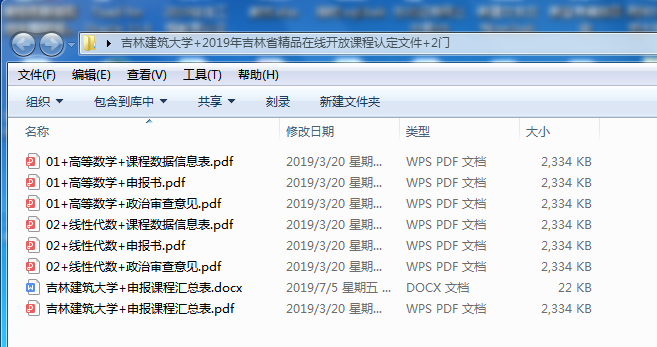 吉林建筑大学+2019年吉林省精品在线开放课程认定文件+2门
文件(F) 编辑(E) 查看(V) 工具(T) 帮助(H)
组织 包含到库中 共享 刻录 新建文件夹
名称 修改日期 类型 大小
01+高等数学+课程数据信息表.pdf 2019/3/20 星期... WPS PDF 文档 2,334 KB
01+高等数学+申报书.pdf 2019/3/20 星期... WPS PDF 文档 2,334 KB
01+高等数学+政治审查意见.pdf 2019/3/20 星期... WPS PDF 文档 2,334 KB
02+线性代数+课程数据信息表.pdf 2019/3/20 星期... WPS PDF 文档 2,334 KB
02+线性代数+申报书.pdf 2019/3/20 星期... WPS PDF 文档 2,334 KB
02+线性代数+政治审查意见.pdf 2019/3/20 星期... WPS PDF 文档 2,334 KB
吉林建筑大学+申报课程汇总表.docx 2019/7/5 星期五 ... DOCX 文档 22 KB
吉林建筑大学+申报课程汇总表.pdf 2019/3/20 星期... WPS PDF 文档 2,334 KB